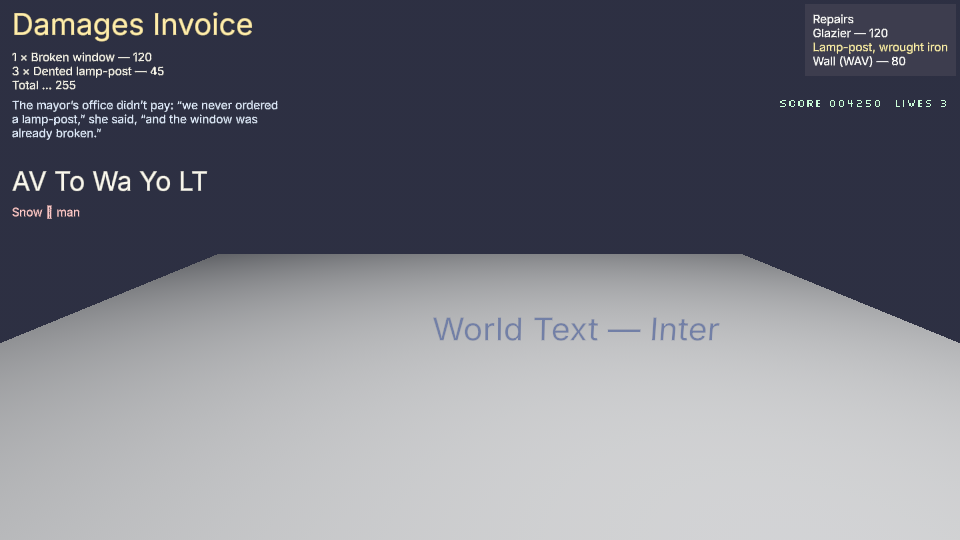 Damages Invoice
1 × Broken window — 120
3 × Dented lamp-post — 45
Total ... 255
The mayor’s office didn’t pay: “we never ordered
a lamp-post,” she said, “and the window was
already broken.”
AV To Wa Yo LT
Snow man
Repairs
Glazier — 120
Lamp-post, wrought iron
Wall (WAV) — 80
SCORE 004250 LIVES 3
World Text — Inter